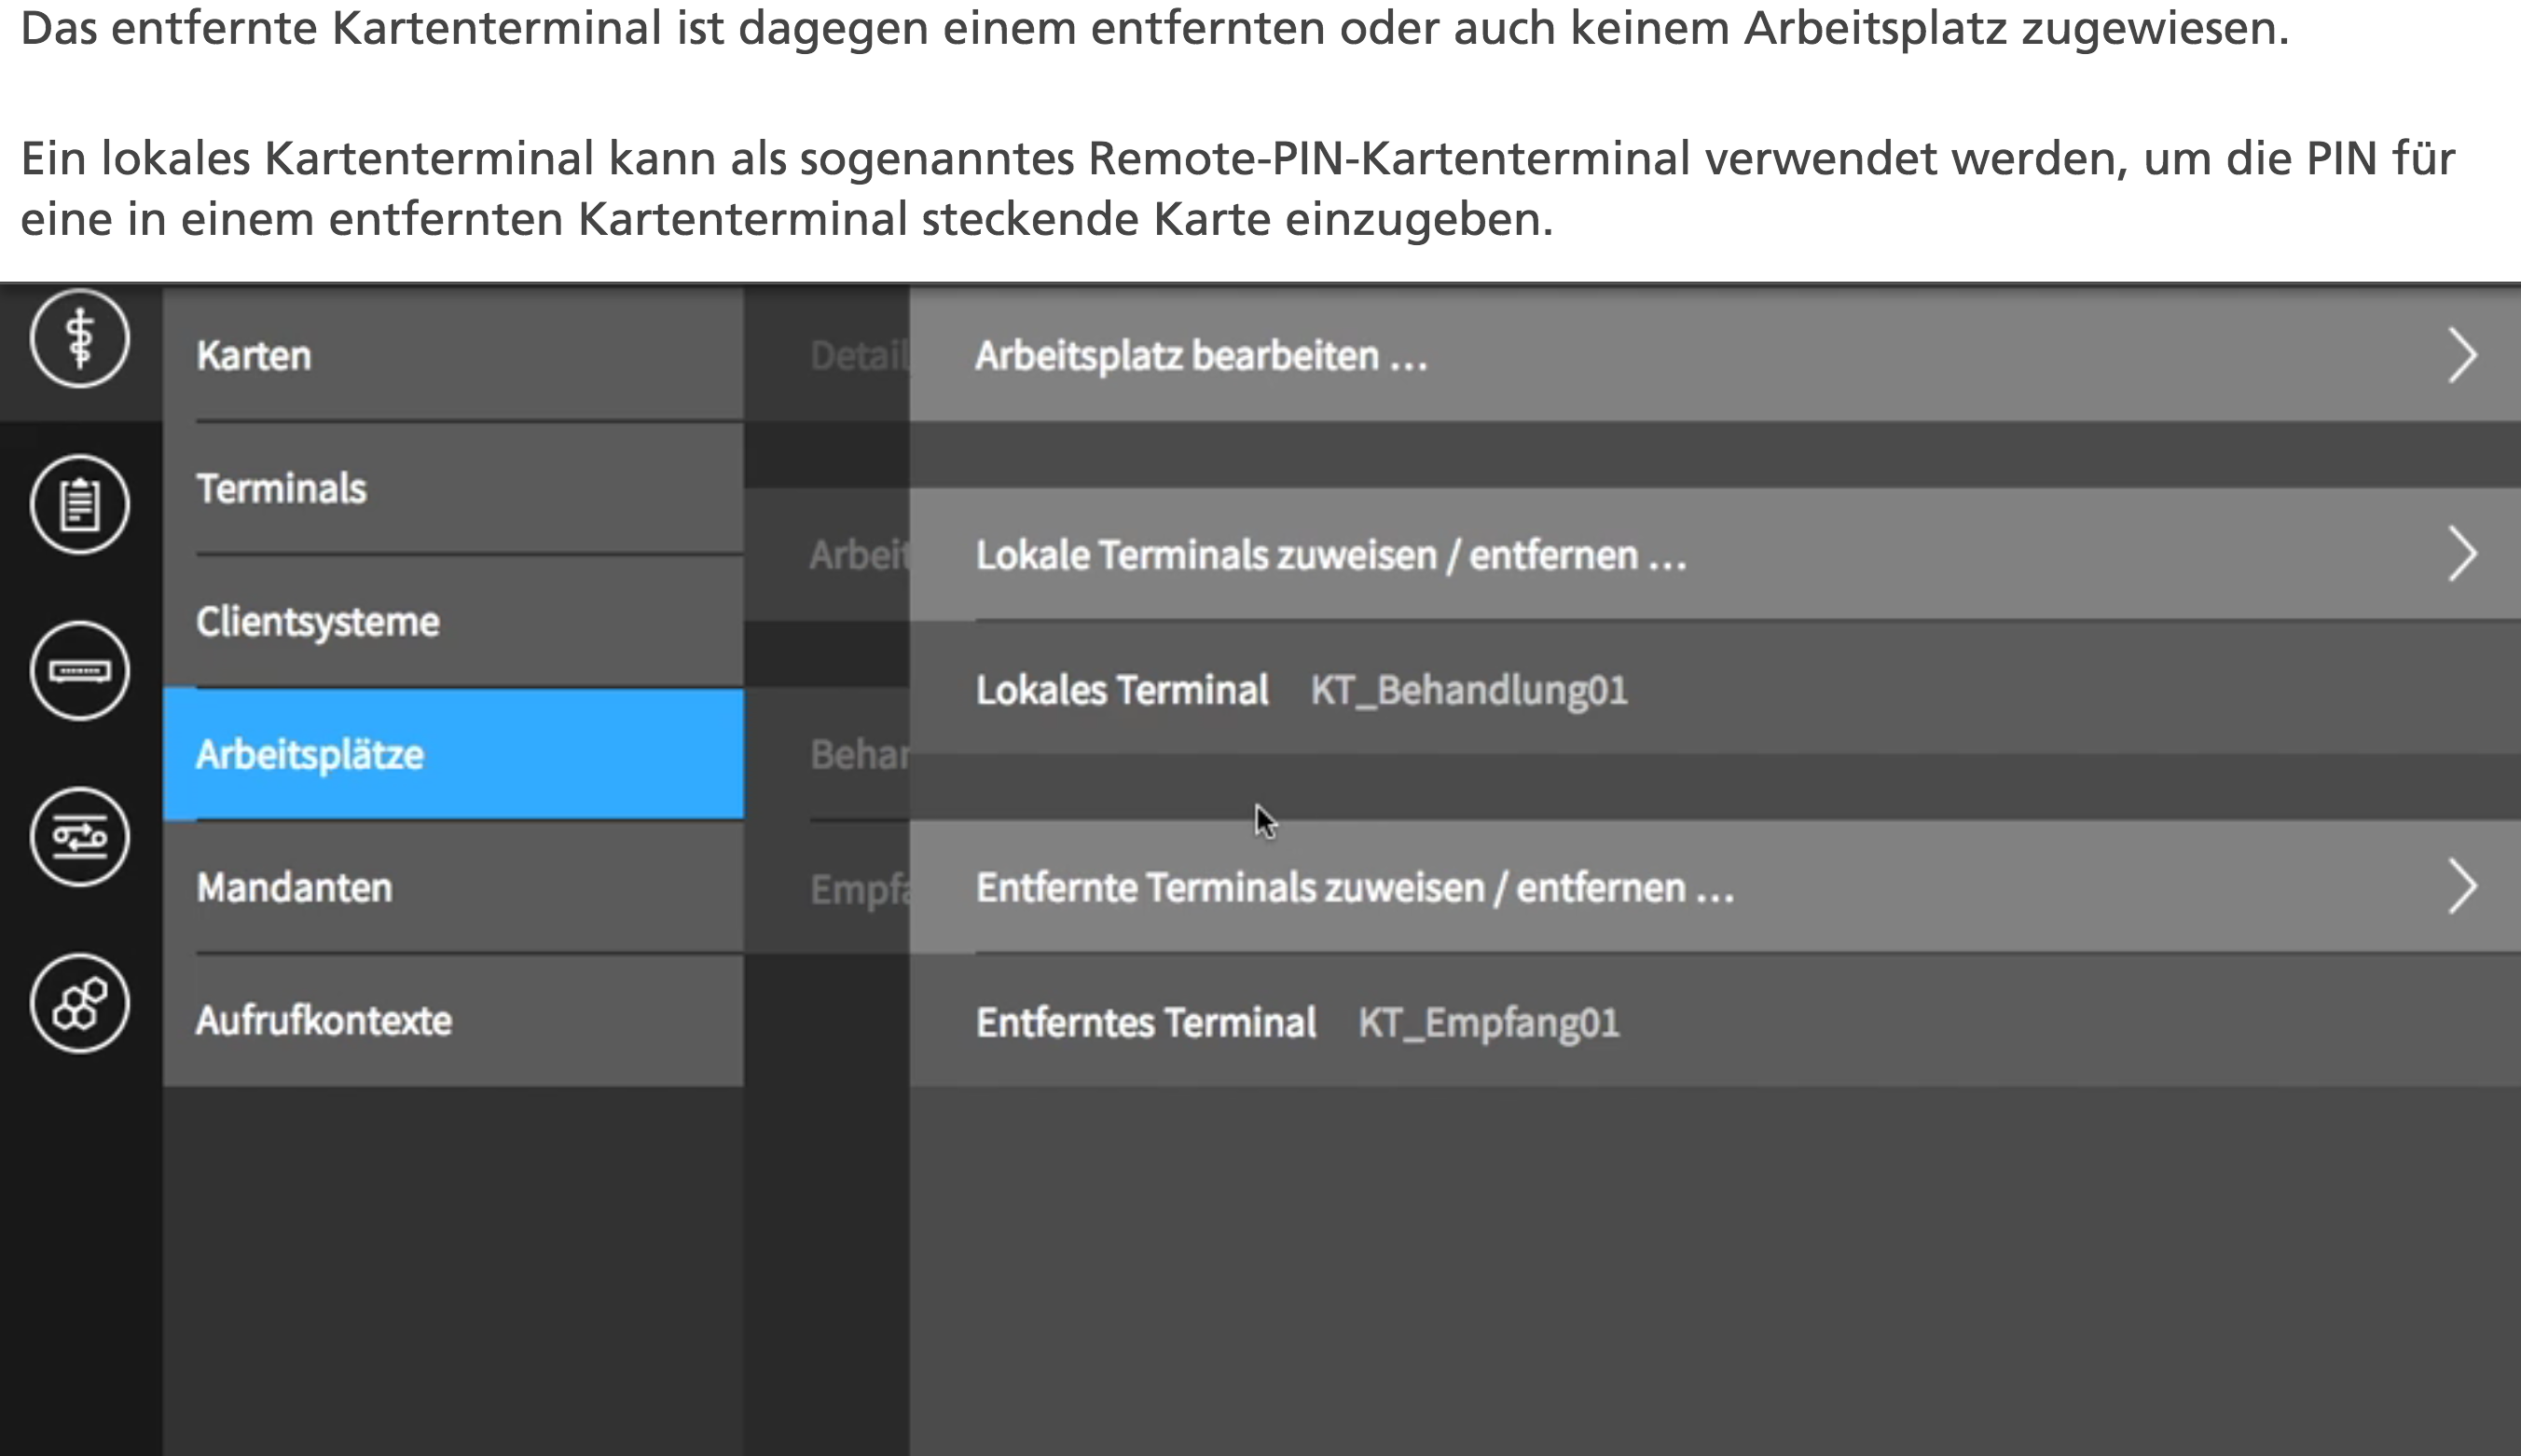 Das entfernte Kartenterminal ist dagegen einem entfernten oder auch keinem Arbeitsplatz zugewiesen.
Ein lokales Kartenterminal kann als sogenanntes Remote-PIN-Kartenterminal verwendet werden, um die PIN für
eine in einem entfernten Kartenterminal steckende Karte einzugeben.
Karten
Terminals
Clientsysteme
Arbeitsplätze
Mandanten
Aufrufkontexte
Detail
Arbeit
Behan
Empfa
Arbeitsplatz bearbeiten ...
Lokale Terminals zuweisen / entfernen ...
Lokales Terminal KT_Behandlung01
Entfernte Terminals zuweisen / entfernen ...
Entferntes Terminal KT_Empfang01